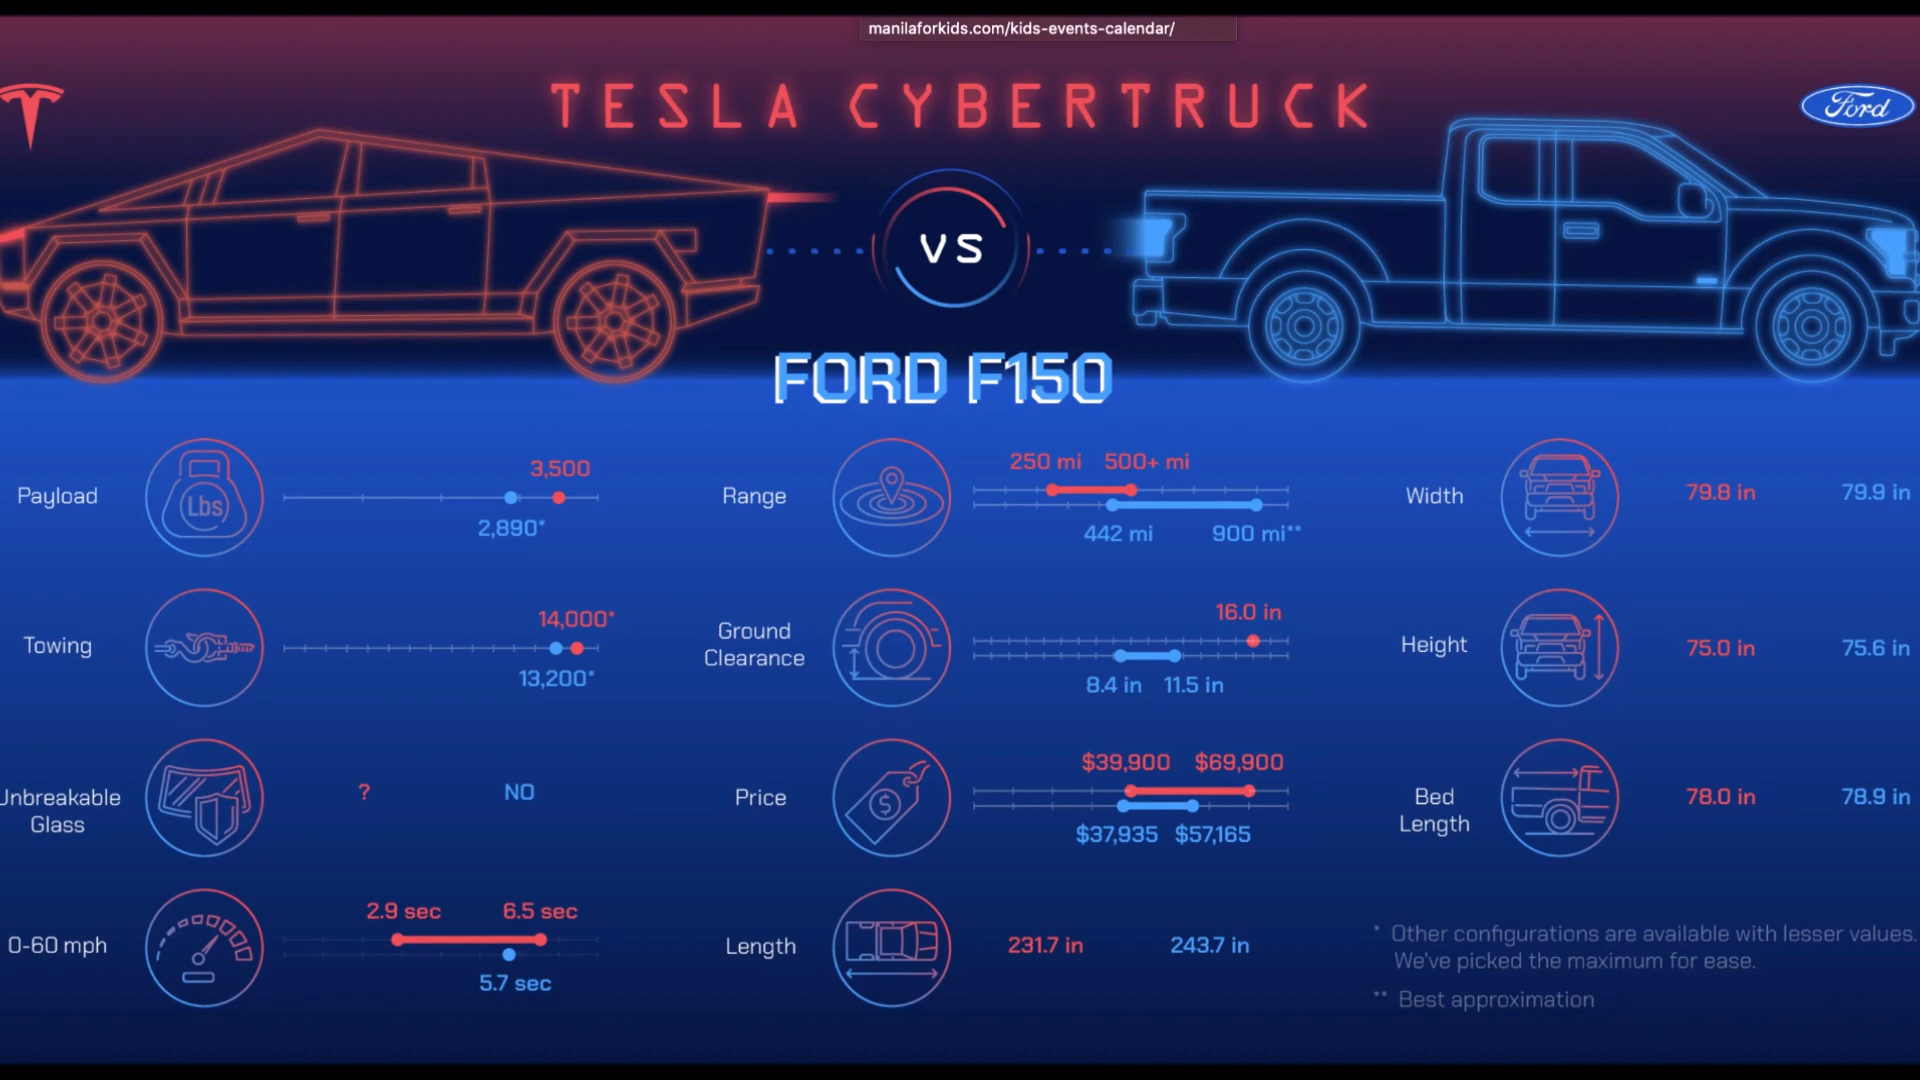 manilaforkids.com/kids-events-calendar/
TESLA CYBERTRUCK
Ford
VS
FORD F150
Payload
Lbs
3,500
2,890*
Range
250 mi 500+ mi
442 mi 900 mi**
Width
79.8 in 79.9 in
Towing
14,000*
13,200*
Ground
Clearance
16.0 in
8.4 in 11.5 in
Height
75.0 in 75.6 in
Unbreakable
Glass
? NO
Price
$
$39,900 $69,900
$37,935 $57,165
Bed
Length
78.0 in 78.9 in
0-60 mph
2.9 sec 6.5 sec
5.7 sec
Length
231.7 in 243.7 in
* Other configurations are available with lesser values.
We've picked the maximum for ease.
** Best approximation